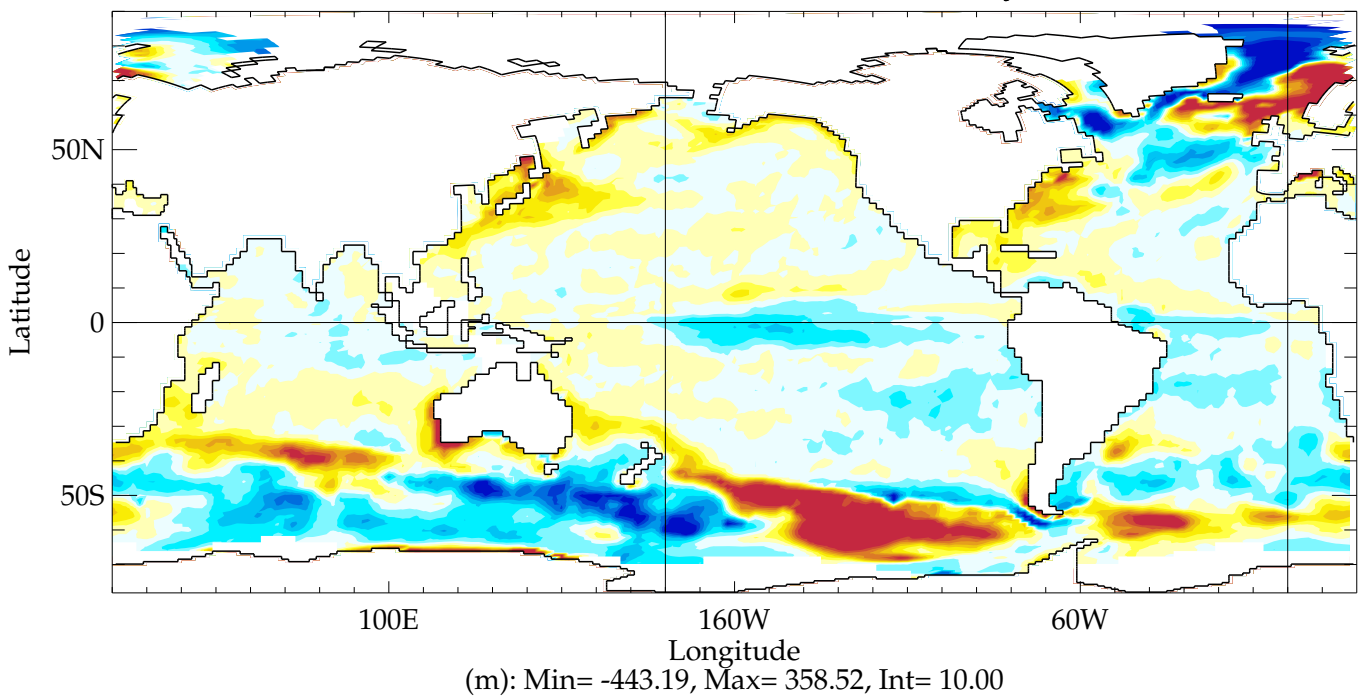 50N
0
50S
Latitude
100E
160W
60W
Longitude
(m): Min= -443.19, Max= 358.52, Int= 10.00